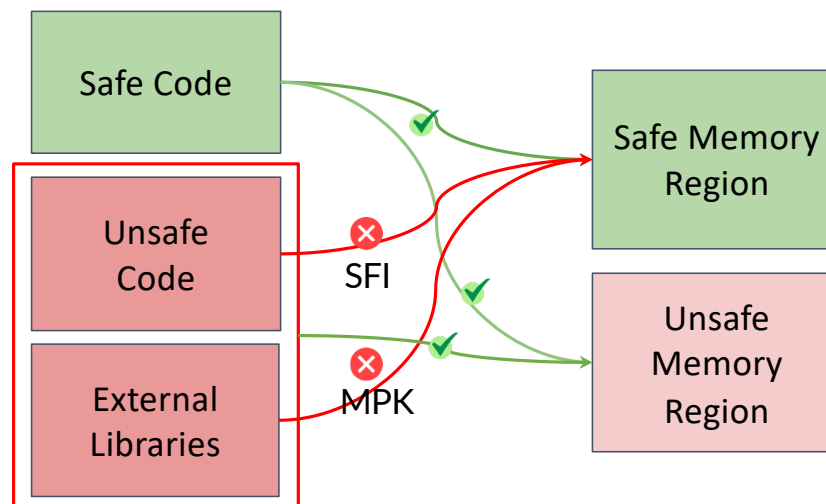 Safe Code
Unsafe
Code
External
Libraries
SFI
MPK
Safe Memory
Region
Unsafe
Memory
Region